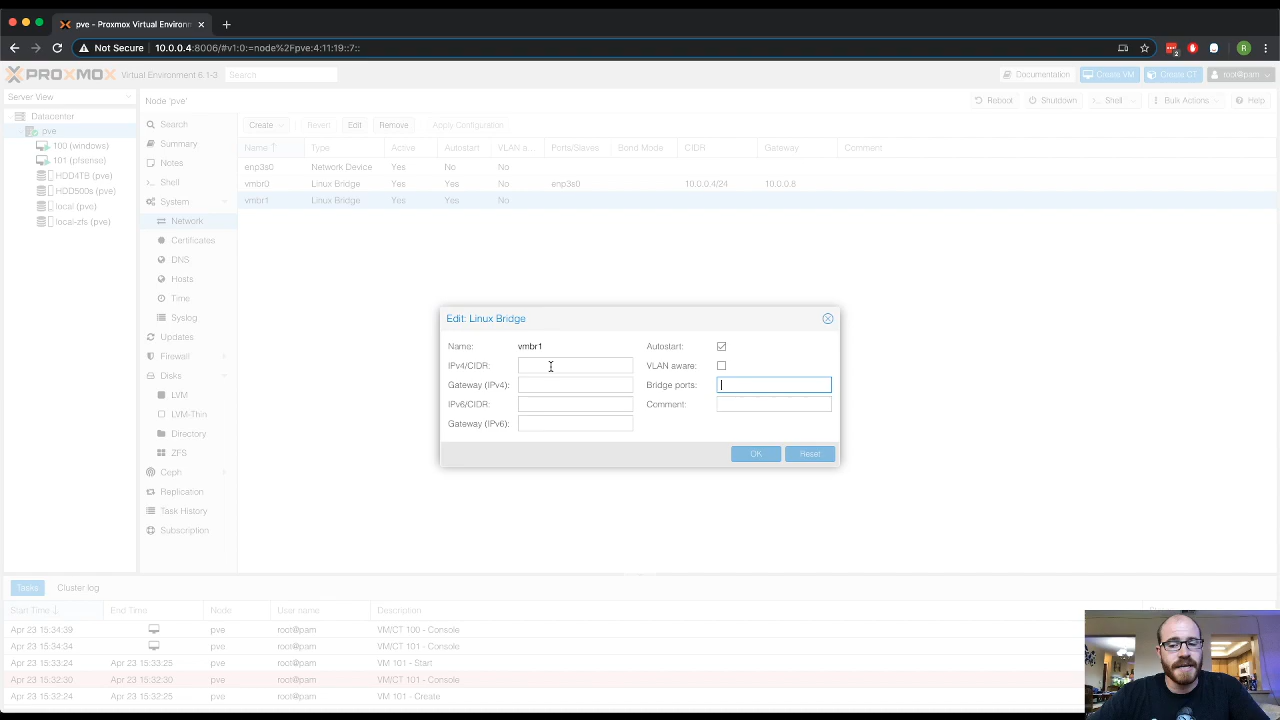 pve - Proxmox Virtual Environm
Not Secure 10.0.0.4:8006/#v1:0:=node%2Fpve:4:11:19::7::
2
R
PROXMOX Virtual Environment 6.1-3 Search Documentation Create VM Create CT root@pam
Server View Node 'pve' Reboot Shutdown Shell Bulk Actions Help
Datacenter
pve
100 (windows)
101 (pfsense)
HDD4TB (pve)
HDD500s (pve)
local (pve)
local-zfs (pve)
Search
Summary
Notes
Shell
System
Network
Certificates
DNS
Hosts
Time
Syslog
Updates
Firewall
Disks
LVM
LVM-Thin
Directory
ZFS
Ceph
Replication
Task History
Subscription
Create Revert Edit Remove Apply Configuration
Name Type Active Autostart VLAN a... Ports/Slaves Bond Mode CIDR Gateway Comment
enp3s0 Network Device Yes No No
vmbr0 Linux Bridge Yes Yes No enp3s0 10.0.0.4/24 10.0.0.8
vmbr1 Linux Bridge Yes Yes No
Edit: Linux Bridge
Name: vmbr1 Autostart:
IPv4/CIDR: VLAN aware:
Gateway (IPv4): Bridge ports:
IPv6/CIDR: Comment:
Gateway (IPv6):
OK Reset
Tasks Cluster log
Start Time End Time Node User name Description
Apr 23 15:34:39 pve root@pam VM/CT 100 - Console
Apr 23 15:34:34 pve root@pam VM/CT 101 - Console
Apr 23 15:33:24 Apr 23 15:33:25 pve root@pam VM 101 - Start
Apr 23 15:32:30 Apr 23 15:32:30 pve root@pam VM/CT 101 - Console
Apr 23 15:32:24 Apr 23 15:32:25 pve root@pam VM 101 - Create